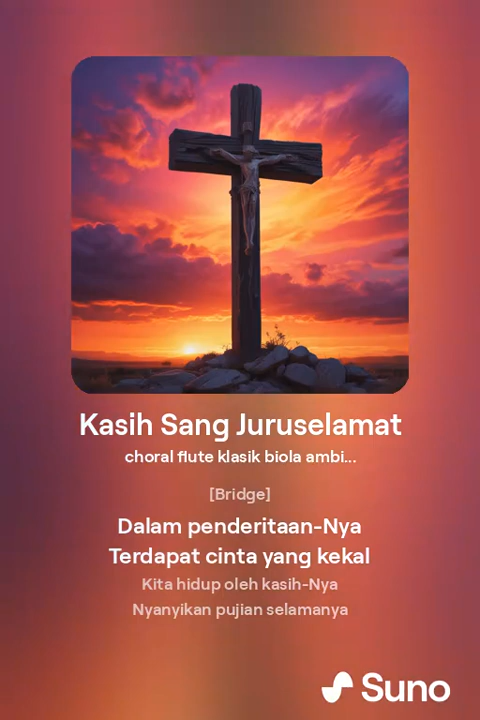 Kasih Sang Juruselamat
choral flute klasik biola ambi...
[Bridge]
Dalam penderitaan-Nya
Terdapat cinta yang kekal
Kita hidup oleh kasih-Nya
Nyanyikan pujian selamanya
Suno